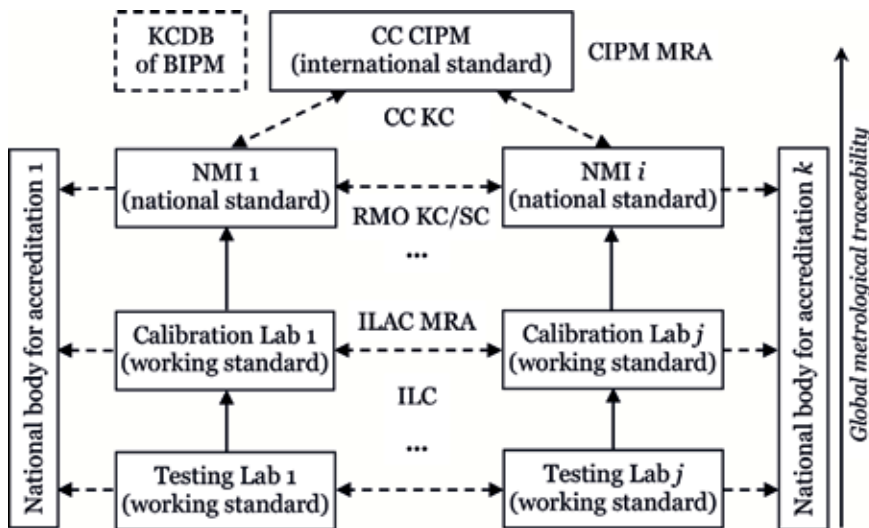 KCDB
of BIPM
CC CIPM
(international standard)
CIPM MRA
CC KC
NMI 1
(national standard)
NMI i
(national standard)
RMO KC/SC
...
Calibration Lab 1
(working standard)
ILAC MRA
Calibration Lab j
(working standard)
ILC
...
Testing Lab 1
(working standard)
Testing Lab j
(working standard)
National body for accreditation 1
National body for accreditation k
Global metrological traceability